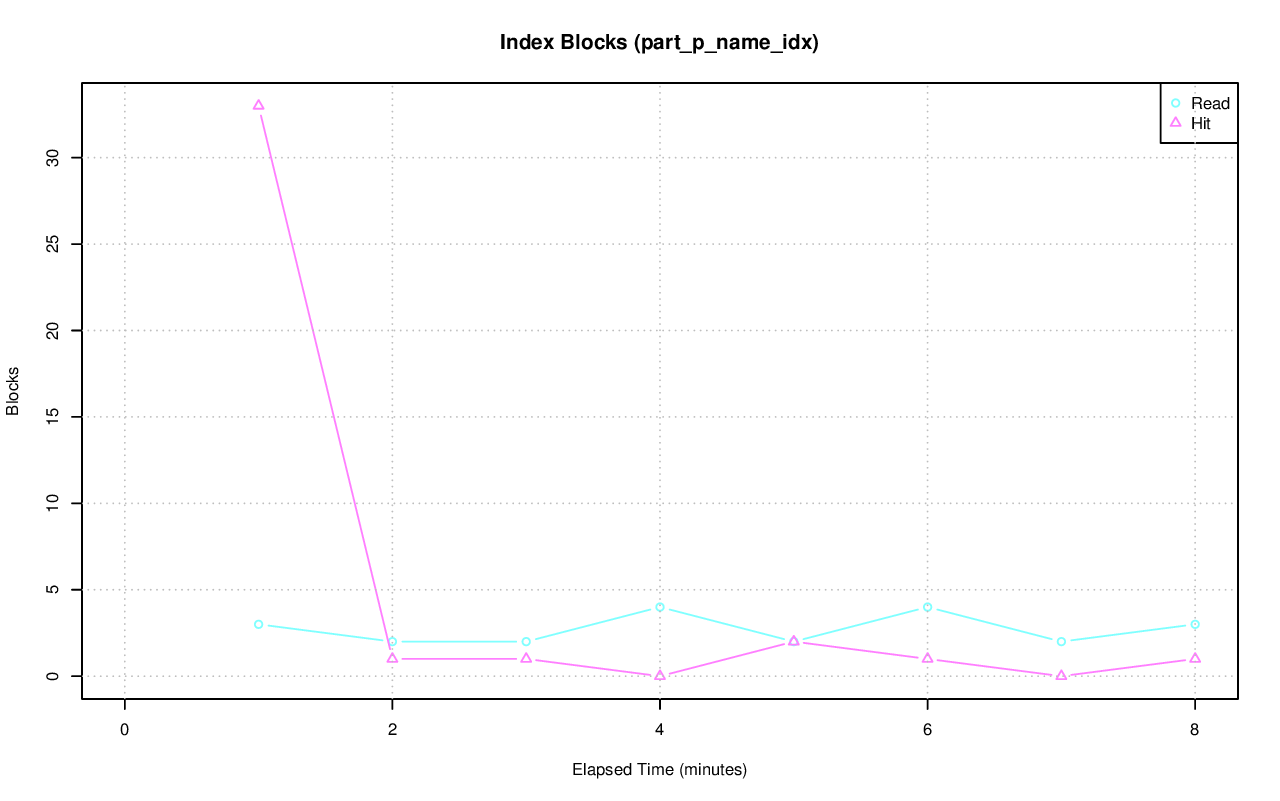 Index Blocks (part_p_name_idx)
Read
Hit
Blocks
30
25
20
15
10
5
0
0 2 4 6 8
Elapsed Time (minutes)